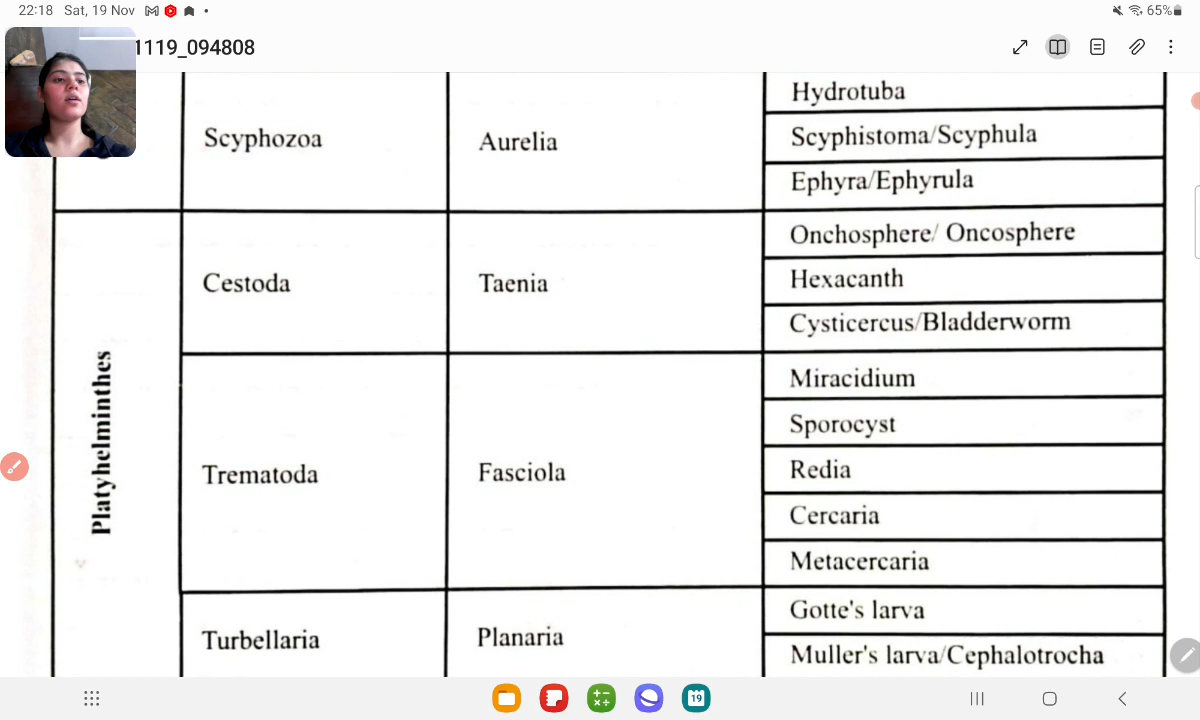 22:18 Sat, 19 Nov
65%
1119_094808
Hydrotuba
Scyphozoa
Aurelia
Scyphistoma/Scyphula
Ephyra/Ephyrula
Platyhelminthes
Cestoda
Taenia
Onchosphere/ Oncosphere
Hexacanth
Cysticercus/Bladderworm
Trematoda
Fasciola
Miracidium
Sporocyst
Redia
Cercaria
Metacercaria
Turbellaria
Planaria
Gotte's larva
Muller's larva/Cephalotrocha
19